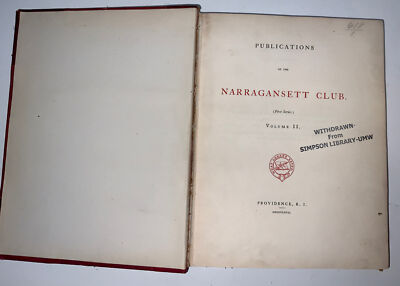 PUBLICATIONS
OF THE
NARRAGANSETT CLUB.
(First Series.)
VOLUME II.
WITHDRAWN-
From
SIMPSON LIBRARY-UMW
PROVIDENCE, R. I.